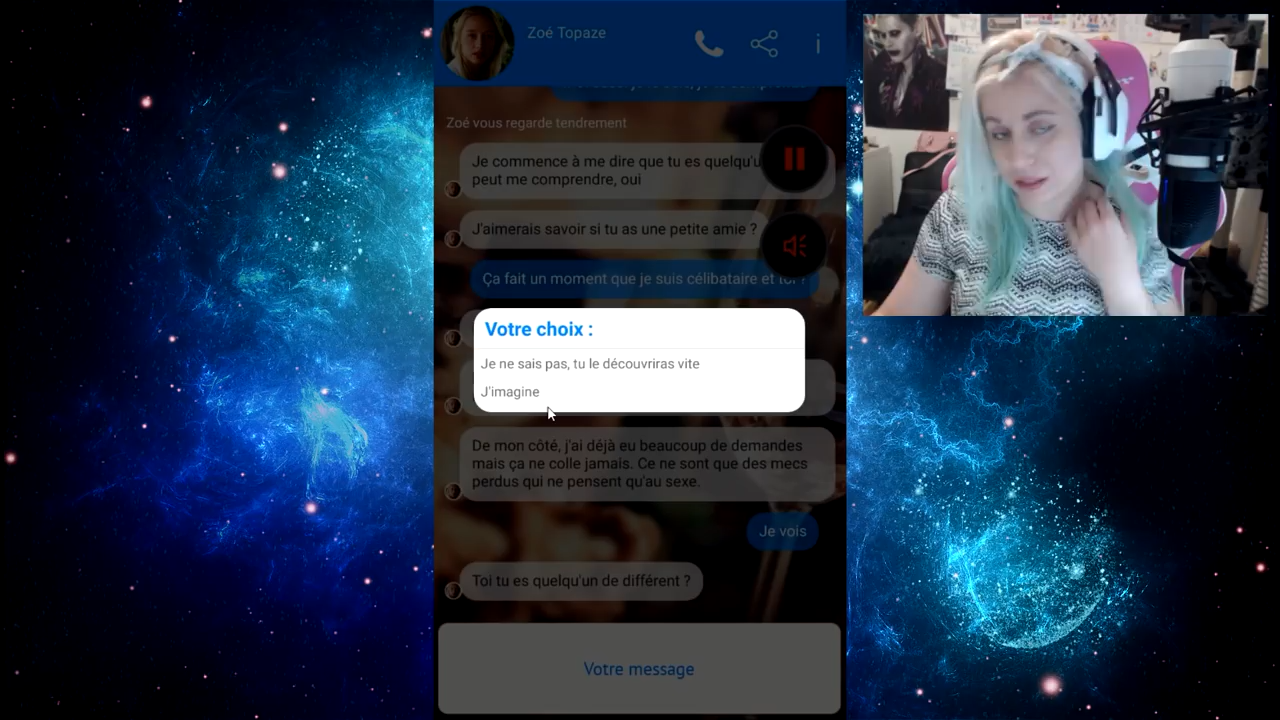 Zoé Topaze
Zoé vous regarde tendrement
Je commence à me dire que tu es quelqu'u
peut me comprendre, oui
J'aimerais savoir si tu as une petite amie ?
Ça fait un moment que je suis célibataire et toi ?
Votre choix :
Je ne sais pas, tu le découvriras vite
J'imagine
De mon côté, j'ai déjà eu beaucoup de demandes
mais ça ne colle jamais. Ce ne sont que des mecs
perdus qui ne pensent qu'au sexe.
Je vois
Toi tu es quelqu'un de différent ?
Votre message